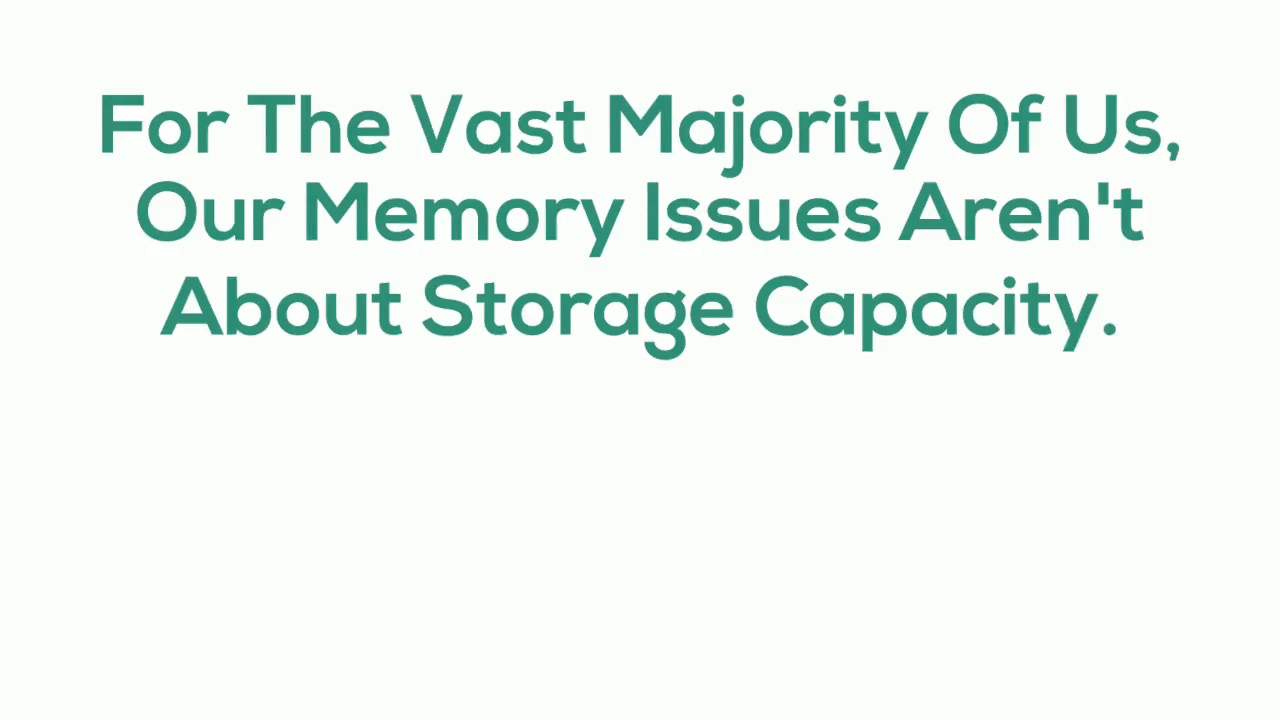 For The Vast Majority Of Us,
Our Memory Issues Aren't
About Storage Capacity.